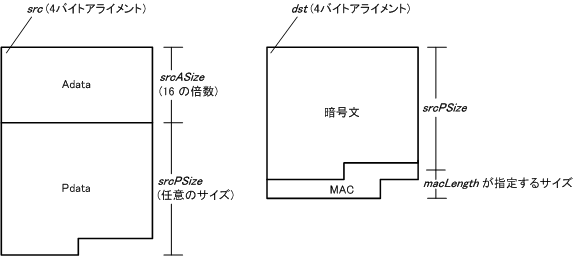 src (4バイトアライメント)
Adata
srcASize
(16 の倍数)
Pdata
srcPSize
(任意のサイズ)
dst (4バイトアライメント)
暗号文
srcPSize
MAC
macLength が指定するサイズ